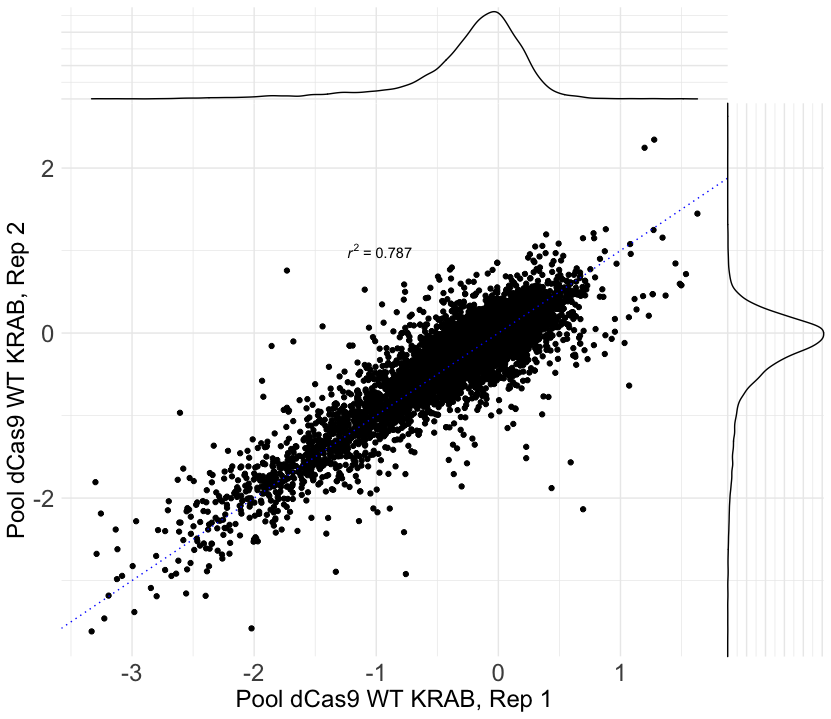 2
r² = 0.787
0
-2
Pool dCas9 WT KRAB, Rep 2
-3 -2 -1 0 1
Pool dCas9 WT KRAB, Rep 1